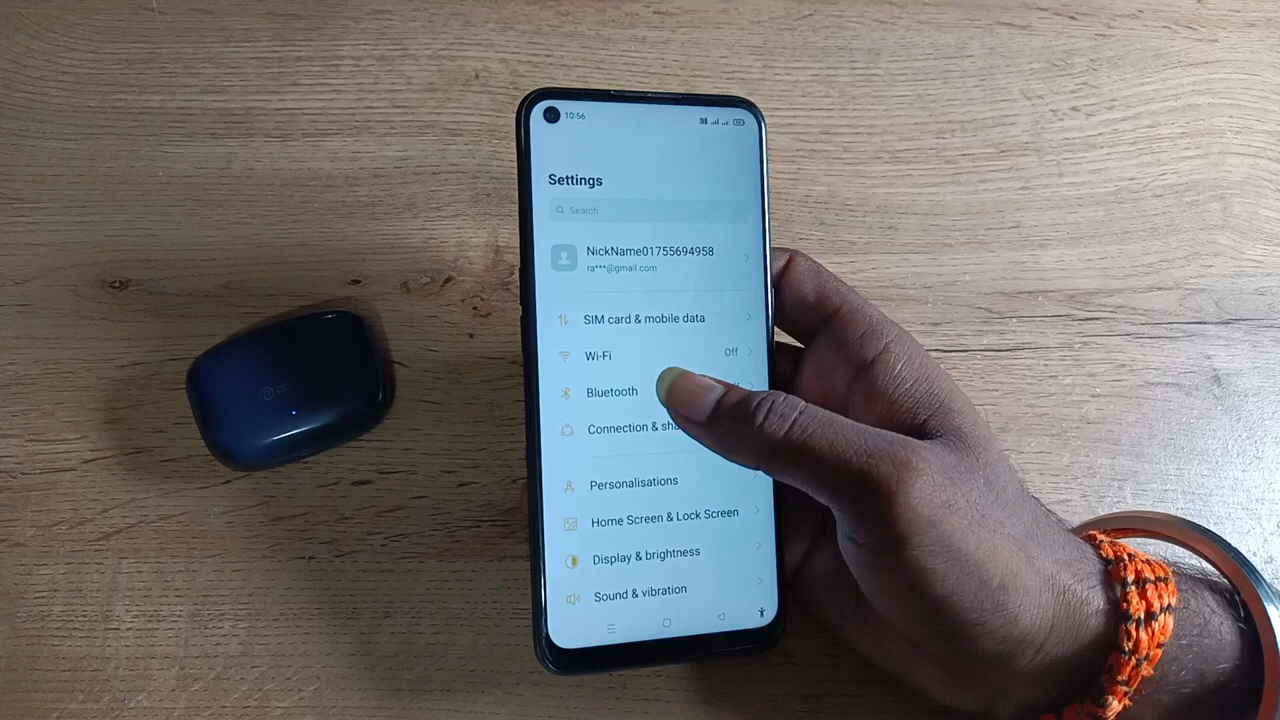 10:56
Settings
Search
NickName01755694958
ra***@gmail.com
SIM card & mobile data
Wi-Fi Off
Bluetooth
Connection & sha
Personalisations
Home Screen & Lock Screen
Display & brightness
Sound & vibration